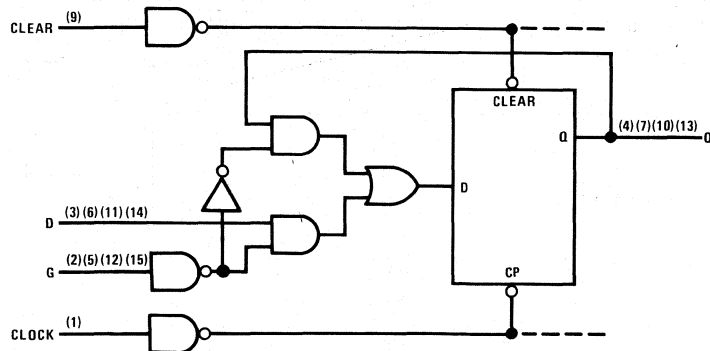 CLEAR (9)
CLEAR
Q (4)(7)(10)(13) Q
D
D (3)(6)(11)(14)
G (2)(5)(12)(15)
CP
CLOCK (1)